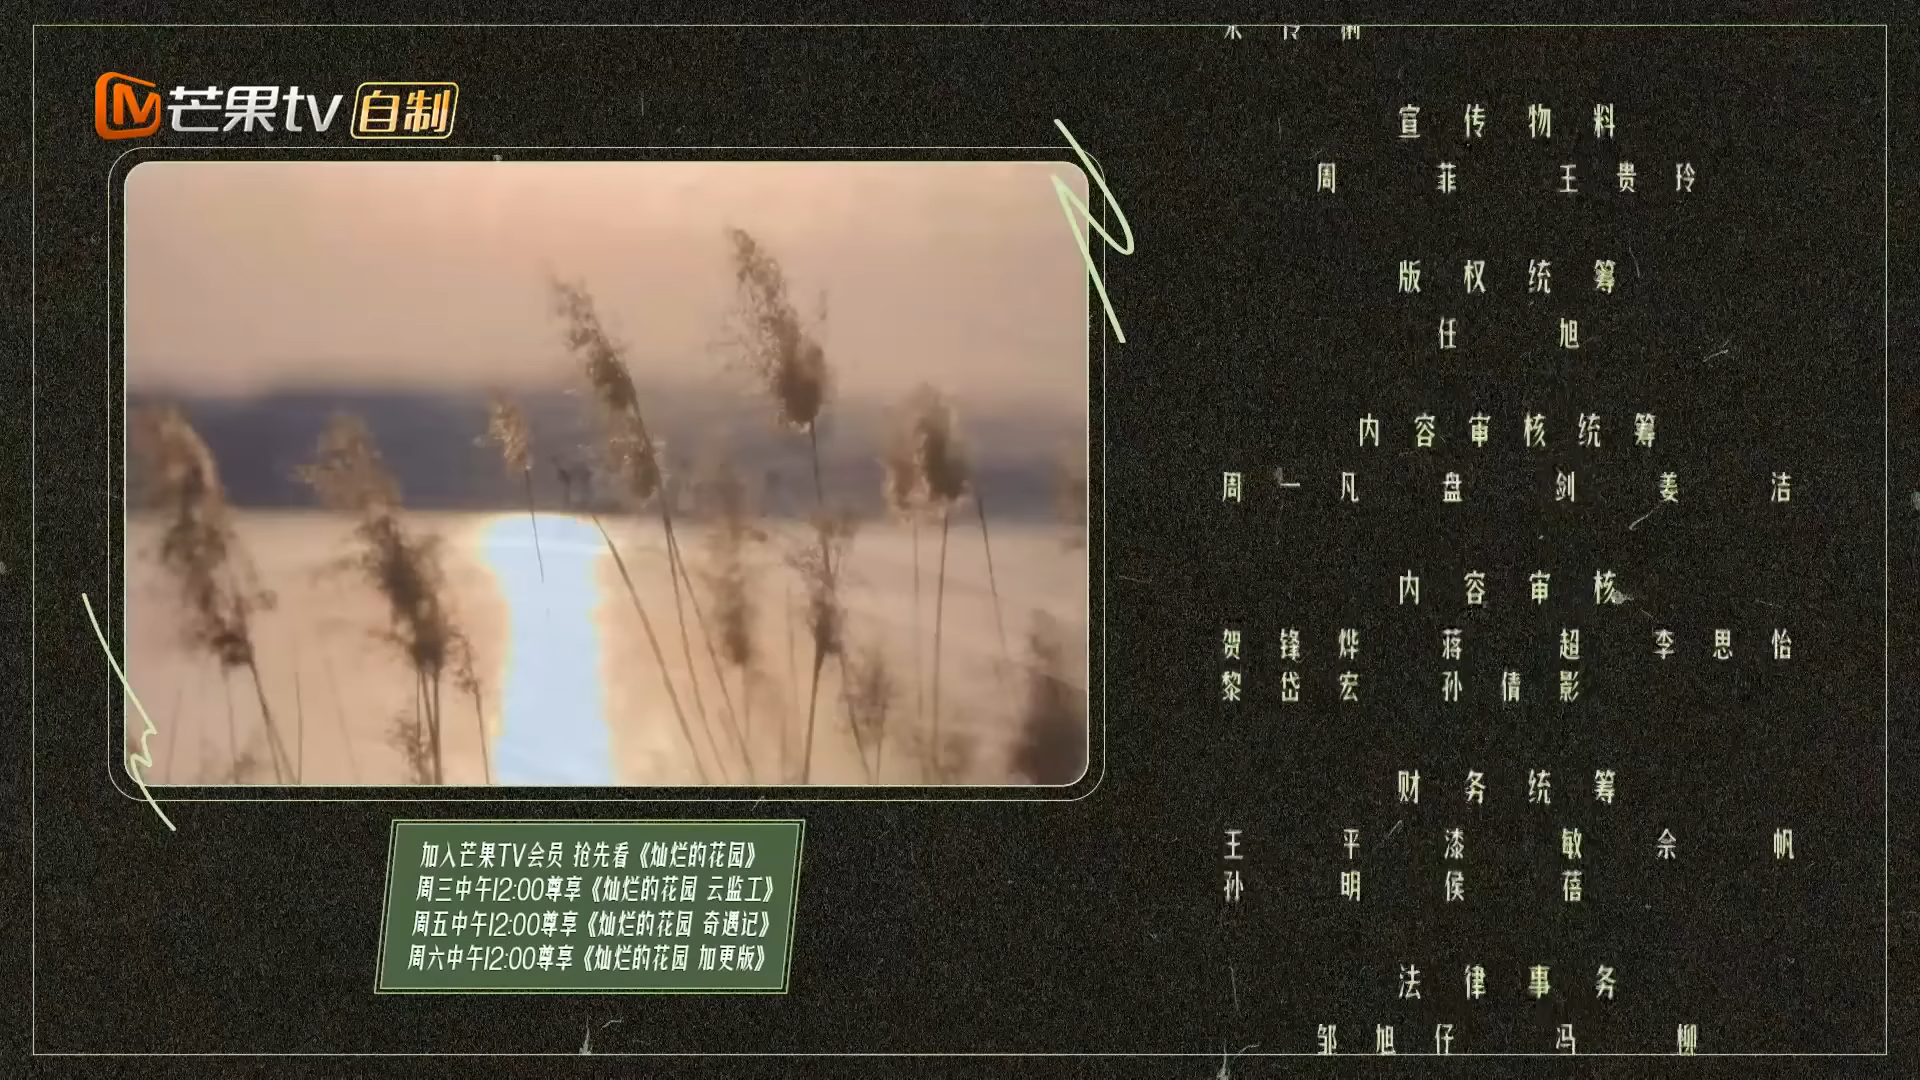 芒果tv 自制
加入芒果TV会员 抢先看《灿烂的花园》
周三中午12:00尊享《灿烂的花园 云监工》
周五中午12:00尊享《灿烂的花园 奇遇记》
周六中午12:00尊享《灿烂的花园 加更版》
宣传物料
周菲 王贵玲
版权统筹
任旭
内容审核统筹
周一凡 盘剑 姜洁
内容审核
贺锋烨 蒋超 李思怡
黎岱宏 孙倩影
财务统筹
王平 漆敏 佘帆
孙明 侯蓓
法律事务
邹旭仔 冯柳